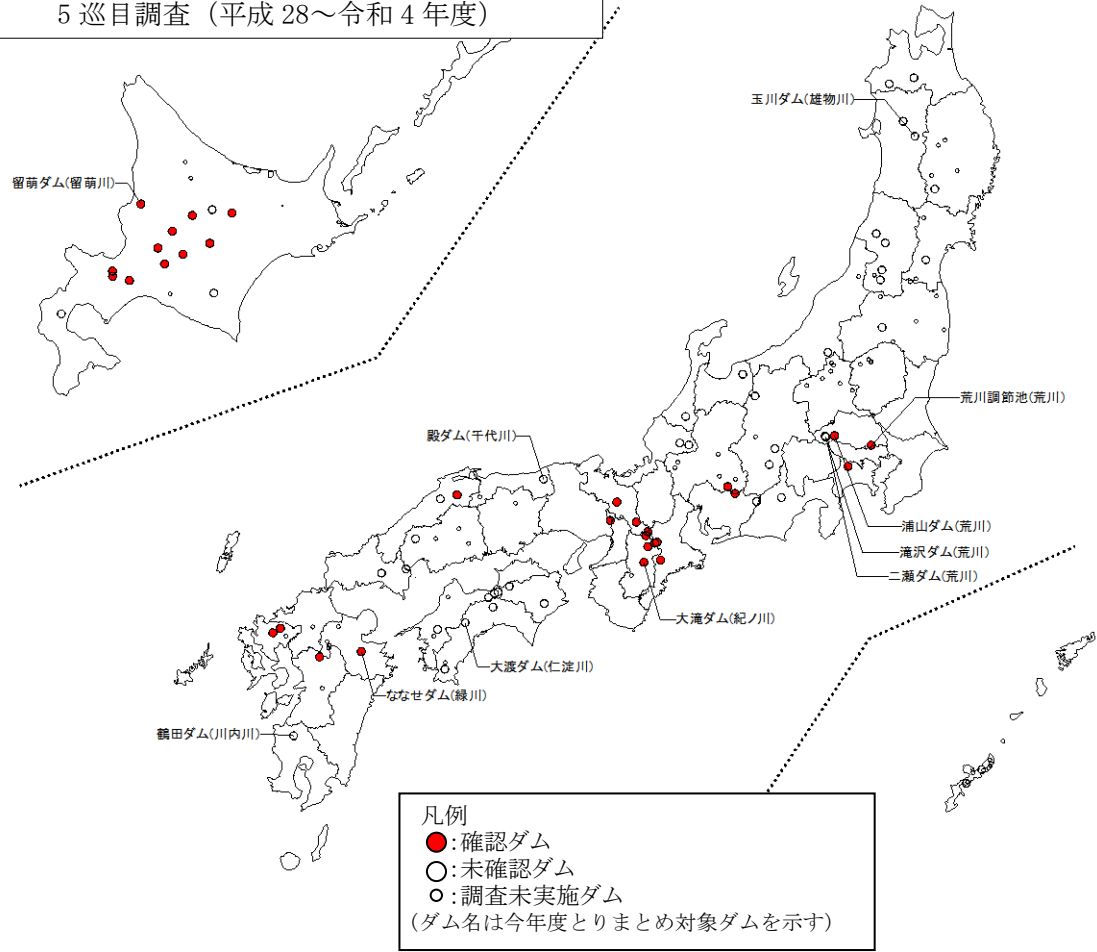 5 巡目調査（平成 28～令和 4 年度）
玉川ダム(雄物川)
留萌ダム(留萌川)
荒川調節池(荒川)
殿ダム(千代川)
浦山ダム(荒川)
滝沢ダム(荒川)
二瀬ダム(荒川)
大滝ダム(紀ノ川)
大渡ダム(仁淀川)
ななせダム(緑川)
鶴田ダム(川内川)
凡例
:確認ダム
:未確認ダム
:調査未実施ダム
(ダム名は今年度とりまとめ対象ダムを示す)